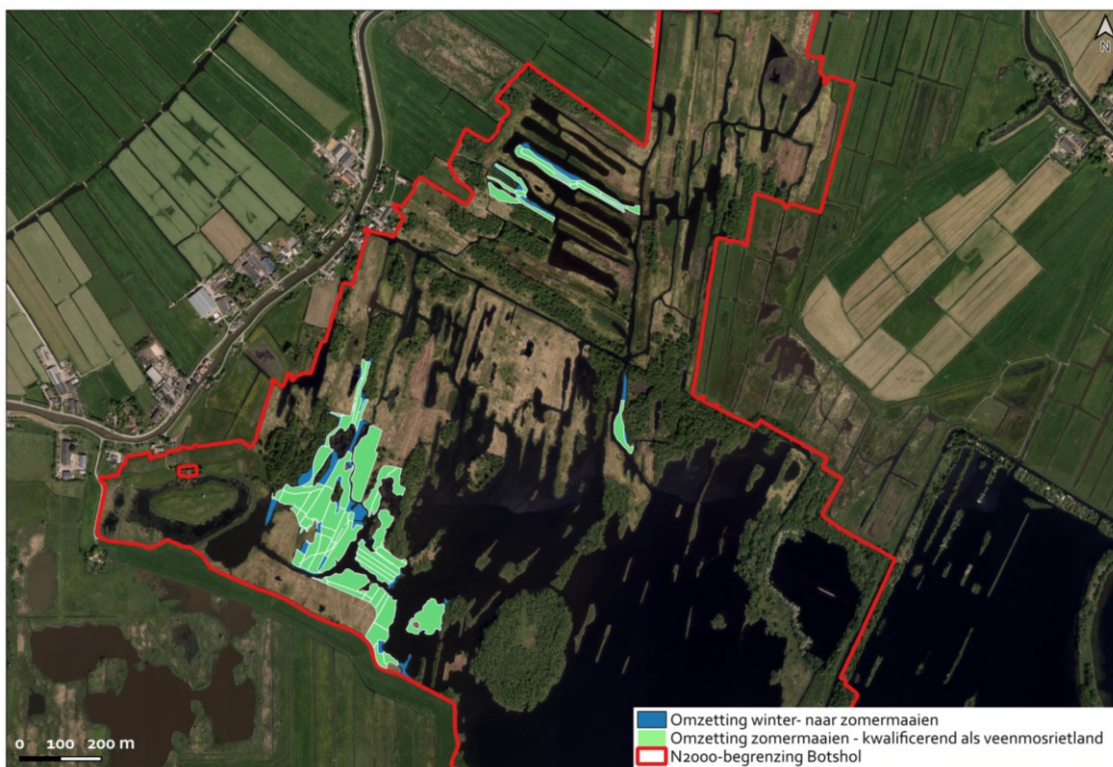 N
0 100 200 m
Omzetting winter- naar zomermaaien
Omzetting zomermaaien - kwalificerend als veenmosrietland
N2000-begrenzing Botshol